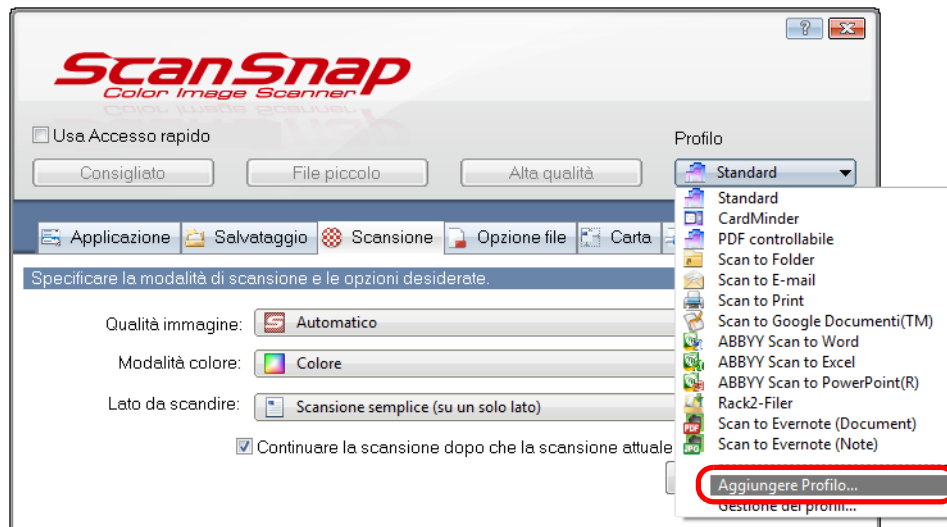 ScanSnap
Color Image Scanner
Usa Accesso rapido
Profilo
Consigliato
File piccolo
Alta qualità
Standard
Applicazione
Salvataggio
Scansione
Opzione file
Carta
Specificare la modalità di scansione e le opzioni desiderate.
Qualità immagine:
Automatico
Modalità colore:
Colore
Lato da scandire:
Scansione semplice (su un solo lato)
Continuare la scansione dopo che la scansione attuale
Standard
CardMinder
PDF controllabile
Scan to Folder
Scan to E-mail
Scan to Print
Scan to Google Documenti(TM)
ABBYY Scan to Word
ABBYY Scan to Excel
ABBYY Scan to PowerPoint(R)
Rack2-Filer
Scan to Evernote (Document)
Scan to Evernote (Note)
Aggiungere Profilo...
Gestione dei profili...